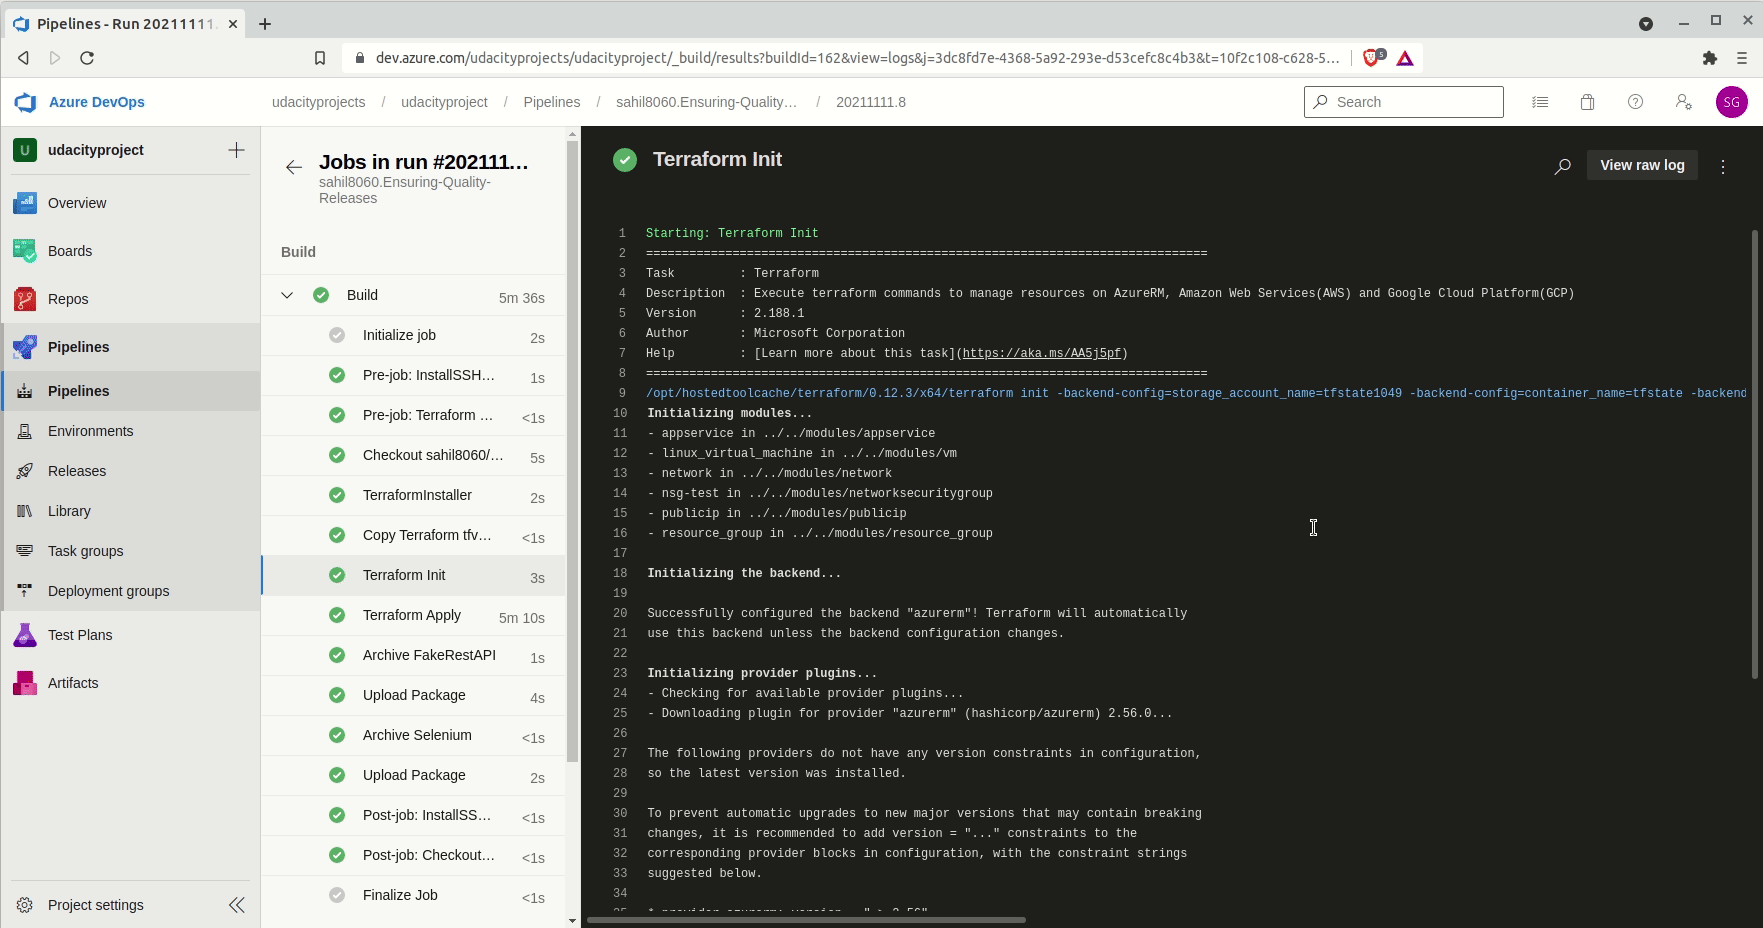 Pipelines - Run 20211111.
dev.azure.com/udacityprojects/udacityproject/_build/results?buildId=162&view=logs&j=3dc8fd7e-4368-5a92-293e-d53cefc8c4b3&t=10f2c108-c628-5...
5
Azure DevOps
udacityprojects / udacityproject / Pipelines / sahil8060.Ensuring-Quality... / 20211111.8
Search
SG
U udacityproject
Overview
Boards
Repos
Pipelines
Pipelines
Environments
Releases
Library
Task groups
Deployment groups
Test Plans
Artifacts
Project settings
Jobs in run #202111...
sahil8060.Ensuring-Quality-
Releases
Build
Build 5m 36s
Initialize job 2s
Pre-job: InstallSSH... 1s
Pre-job: Terraform ... <1s
Checkout sahil8060/... 5s
TerraformInstaller 2s
Copy Terraform tfv... <1s
Terraform Init 3s
Terraform Apply 5m 10s
Archive FakeRestAPI 1s
Upload Package 4s
Archive Selenium <1s
Upload Package 2s
Post-job: InstallSS... <1s
Post-job: Checkout... <1s
Finalize Job <1s
Terraform Init
View raw log
1 Starting: Terraform Init
2 ==============================================================================
3 Task         : Terraform
4 Description  : Execute terraform commands to manage resources on AzureRM, Amazon Web Services(AWS) and Google Cloud Platform(GCP)
5 Version      : 2.188.1
6 Author       : Microsoft Corporation
7 Help         : [Learn more about this task](https://aka.ms/AA5j5pf)
8 ==============================================================================
9 /opt/hostedtoolcache/terraform/0.12.3/x64/terraform init -backend-config=storage_account_name=tfstate1049 -backend-config=container_name=tfstate -backend
10 Initializing modules...
11 - appservice in ../../modules/appservice
12 - linux_virtual_machine in ../../modules/vm
13 - network in ../../modules/network
14 - nsg-test in ../../modules/networksecuritygroup
15 - publicip in ../../modules/publicip
16 - resource_group in ../../modules/resource_group
17
18 Initializing the backend...
19
20 Successfully configured the backend "azurerm"! Terraform will automatically
21 use this backend unless the backend configuration changes.
22
23 Initializing provider plugins...
24 - Checking for available provider plugins...
25 - Downloading plugin for provider "azurerm" (hashicorp/azurerm) 2.56.0...
26
27 The following providers do not have any version constraints in configuration,
28 so the latest version was installed.
29
30 To prevent automatic upgrades to new major versions that may contain breaking
31 changes, it is recommended to add version = "..." constraints to the
32 corresponding provider blocks in configuration, with the constraint strings
33 suggested below.
34